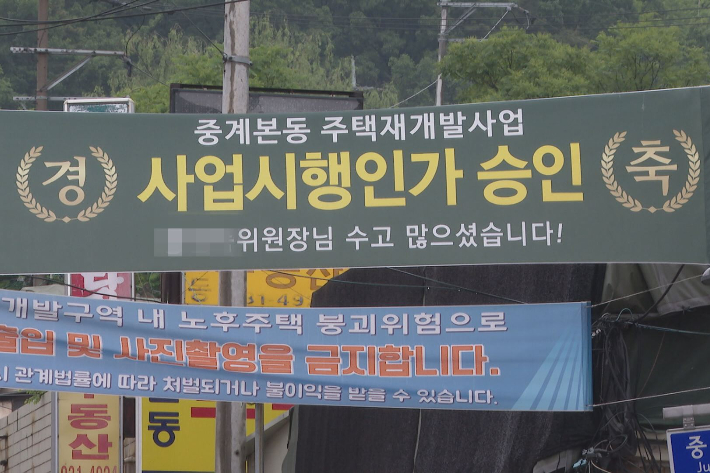 중계본동 주택재개발사업
경 사업시행인가 승인 축
위원장님 수고 많으셨습니다!
개발구역 내 노후주택 붕괴위험으로
출입 및 사진촬영을 금지합니다.
관계법률에 따라 처벌되거나 불이익을 받을 수 있습니다.
동산
931-4994
동
중